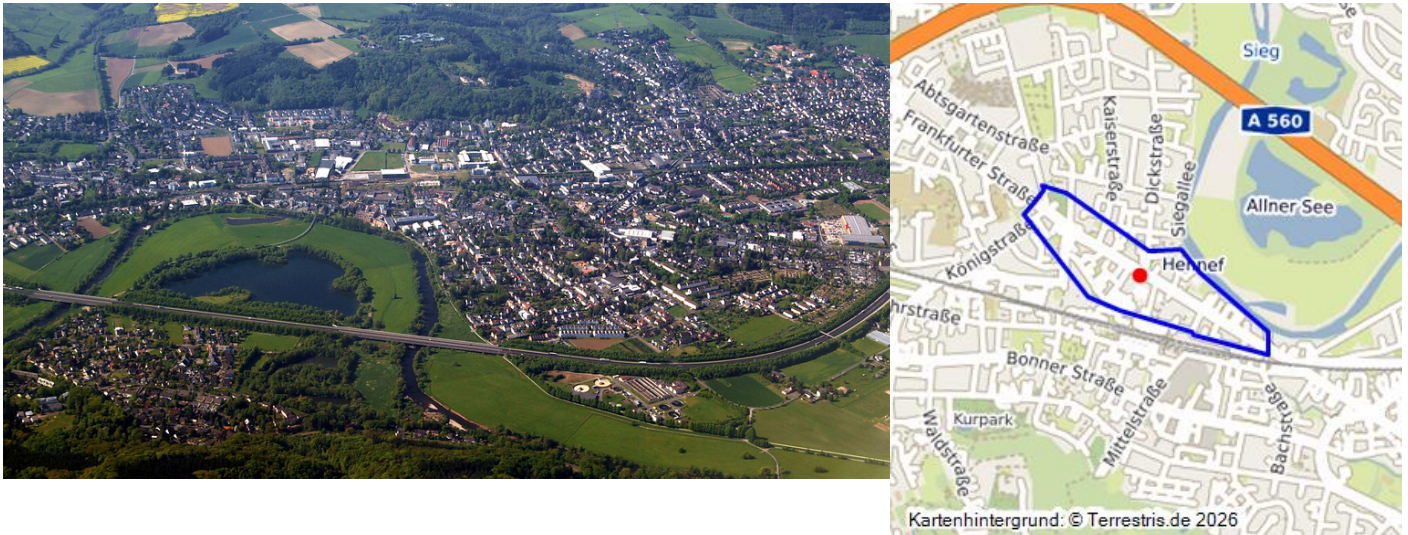 Sieg
A 560
Abtsgartenstraße
Frankfurter Straße
Kaiserstraße
Dickstraße
Siegallee
Allner See
Königstraße
Hennef
hrstraße
Bonner Straße
Kurpark
Waldstraße
Mittelstraße
Bachstraße
Kartenhintergrund: © Terrestris.de 2026